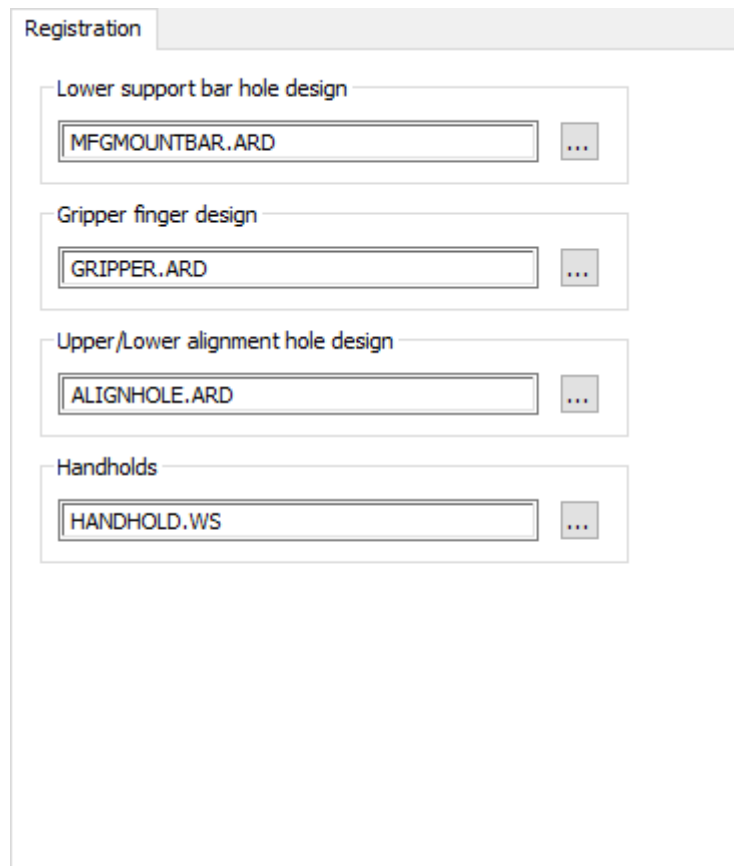 Registration
Lower support bar hole design
MFGMOUNTBAR.ARD
...
Gripper finger design
GRIPPER.ARD
...
Upper/Lower alignment hole design
ALIGNHOLE.ARD
...
Handholds
HANDHOLD.WS
...